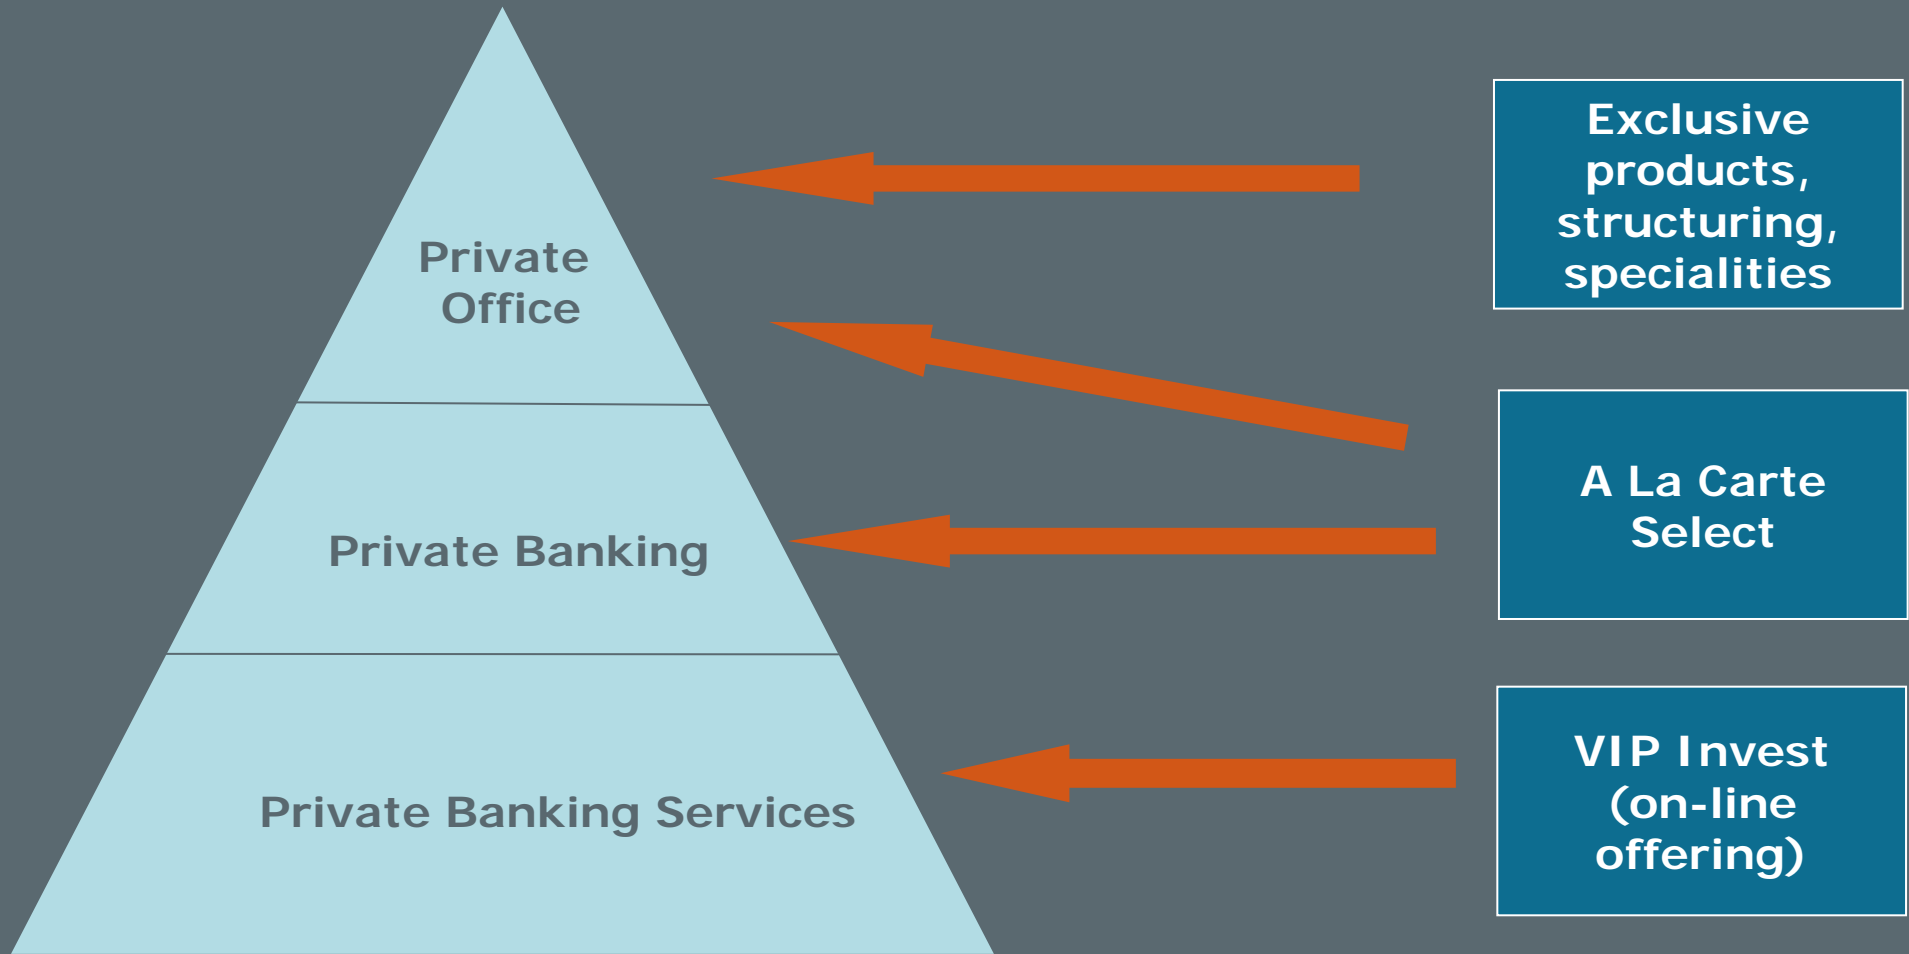 Private
Office
Private Banking
Private Banking Services
Exclusive
products,
structuring,
specialities
A La Carte
Select
VIP Invest
(on-line
offering)